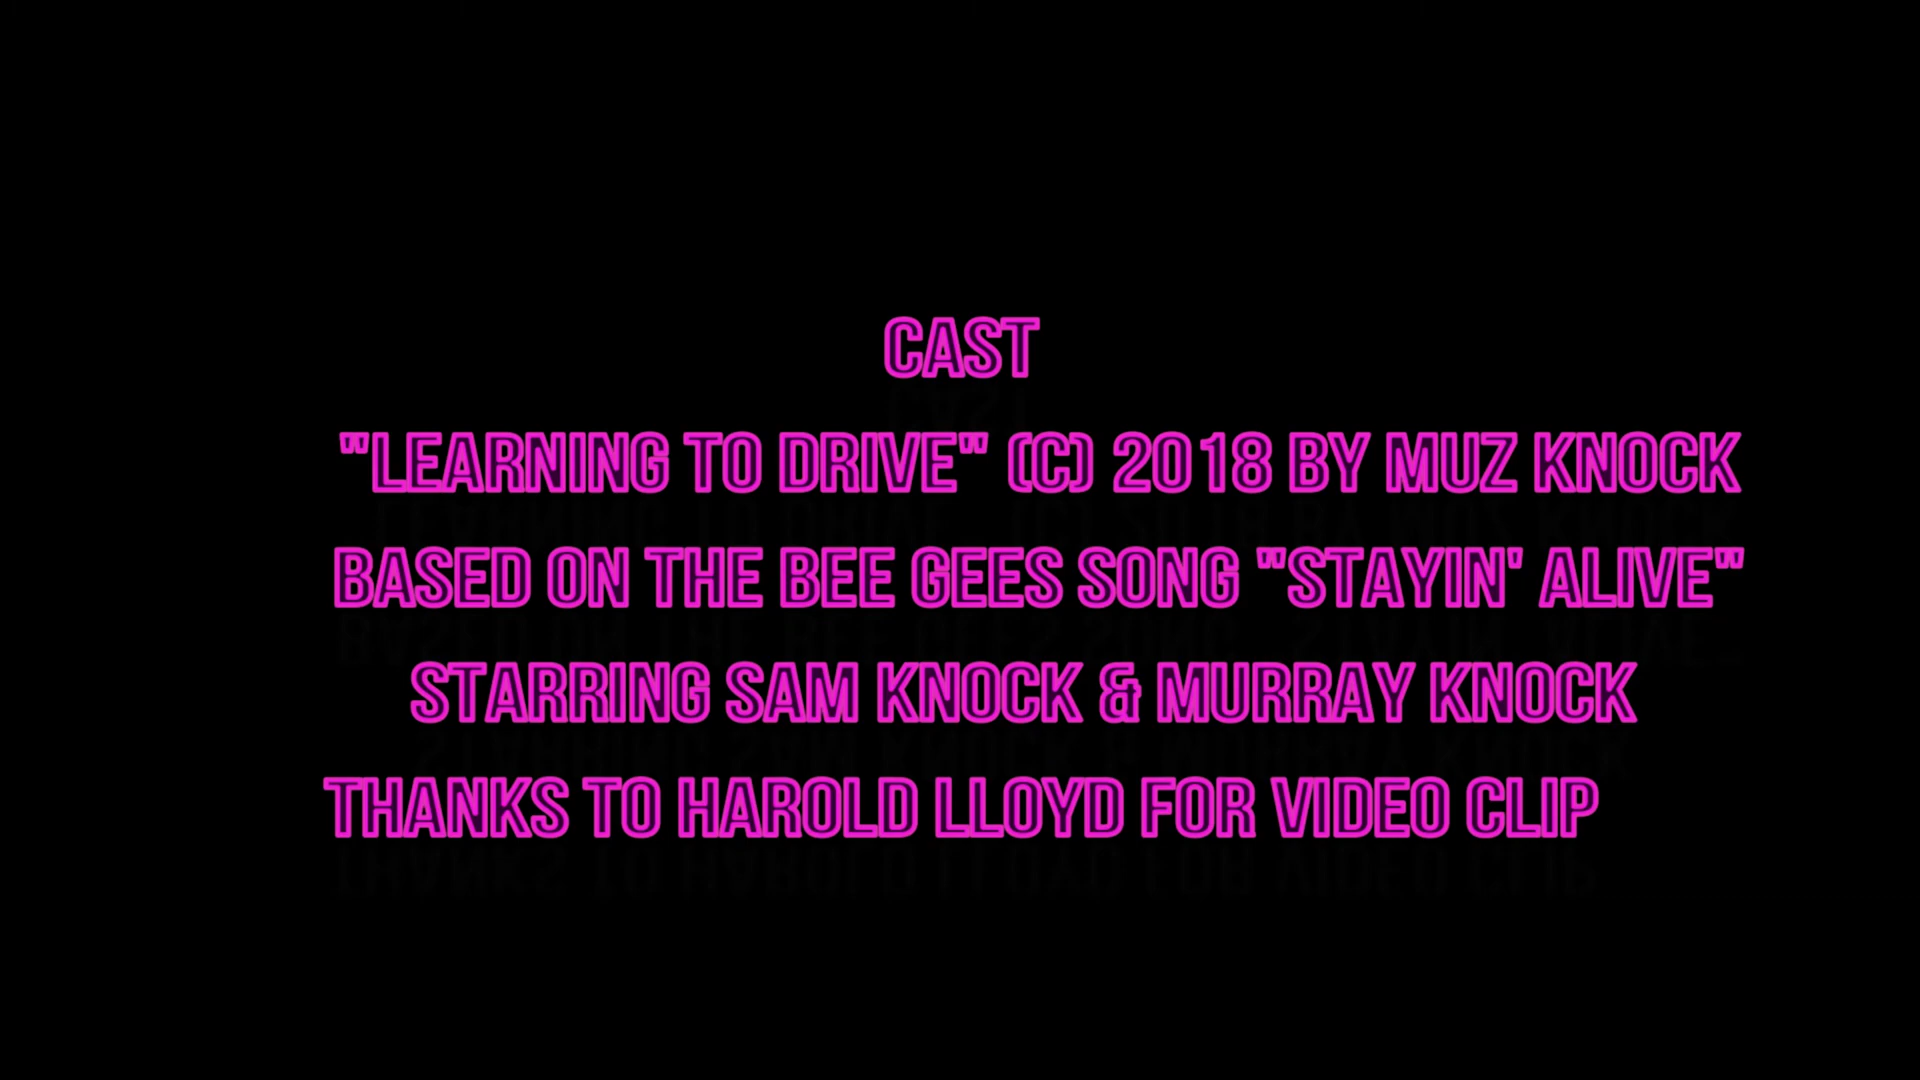 CAST
"LEARNING TO DRIVE" (C) 2018 BY MUZ KNOCK
BASED ON THE BEE GEES SONG "STAYIN' ALIVE"
STARRING SAM KNOCK & MURRAY KNOCK
THANKS TO HAROLD LLOYD FOR VIDEO CLIP